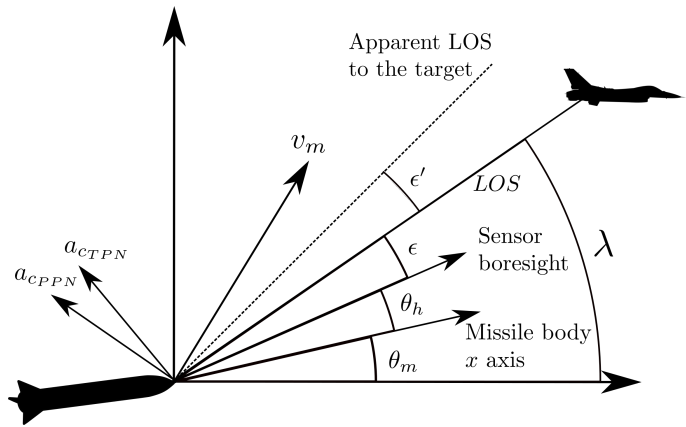 Apparent LOS
to the target
v_m
ϵ′
LOS
a_{c_{TPN}}
a_{c_{PPN}}
ϵ
Sensor
boresight
λ
θ_h
Missile body
x axis
θ_m